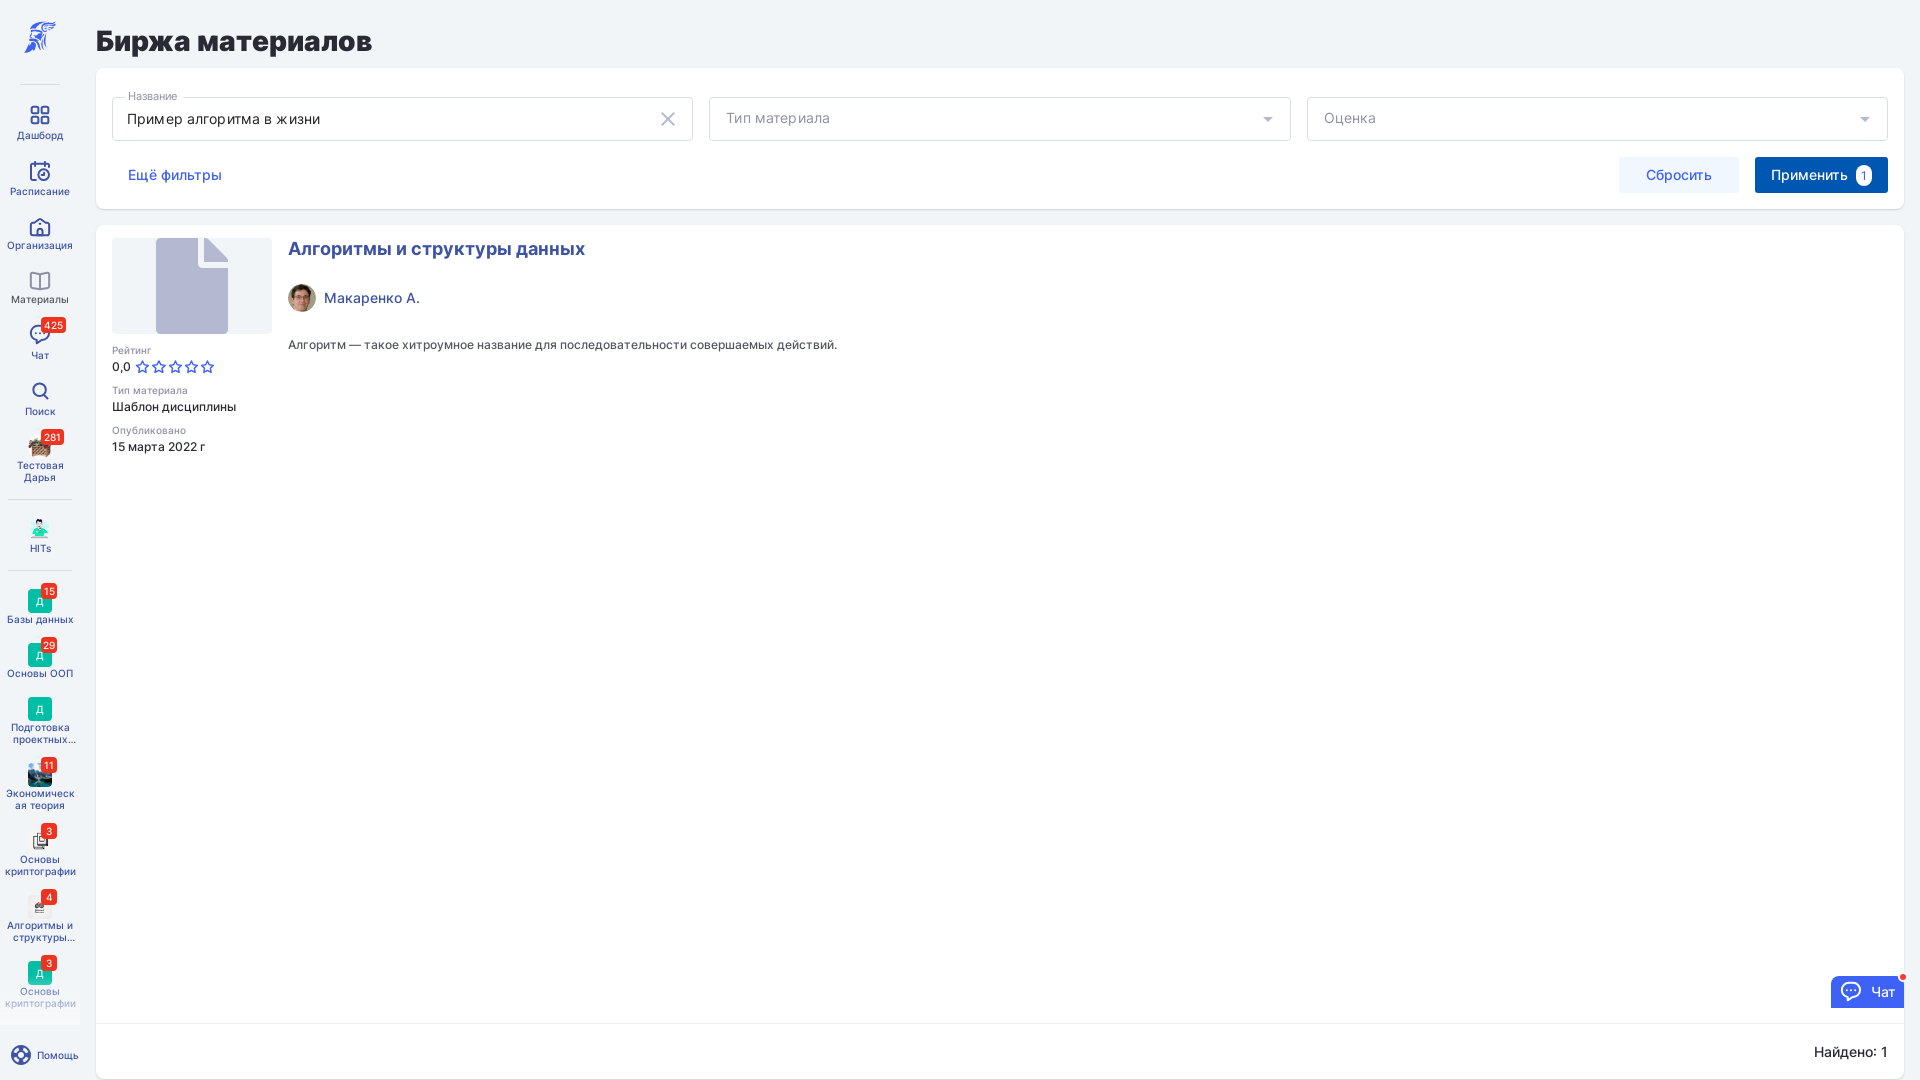 Биржа материалов
Название
Пример алгоритма в жизни
Тип материала
Оценка
Ещё фильтры
Сбросить
Применить 1
Алгоритмы и структуры данных
Макаренко А.
Алгоритм — такое хитроумное название для последовательности совершаемых действий.
Рейтинг
0,0
Тип материала
Шаблон дисциплины
Опубликовано
15 марта 2022 г
Чат
Найдено: 1
Дашборд
Расписание
Организация
Материалы
425
Чат
Поиск
281
Тестовая
Дарья
HITs
15
Д
Базы данных
29
Д
Основы ООП
Д
Подготовка
проектных...
11
Экономическ
ая теория
3
Основы
криптографии
4
Алгоритмы и
структуры...
3
Д
Основы
криптографии
Помощь